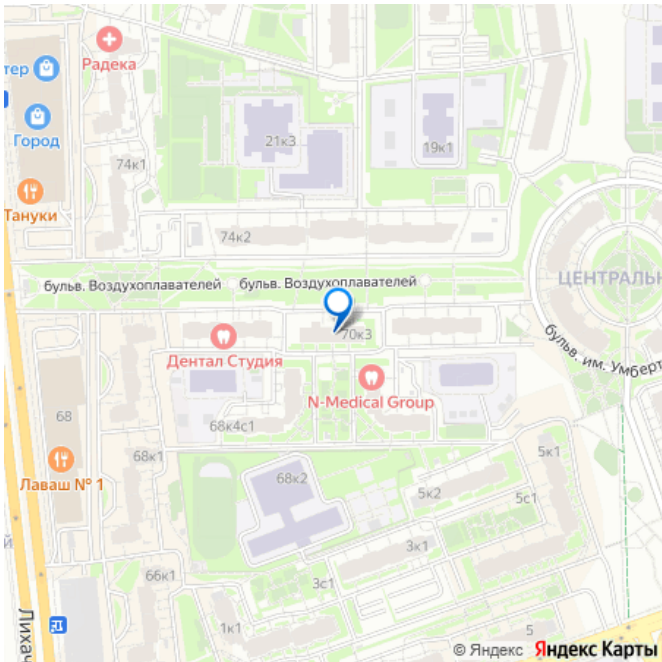 Радека
тер
Город
21к3
19к1
74к1
Тануки
74к2
ЦЕНТРАЛЬН
бульв. Воздухоплавателей
бульв. Воздухоплавателей
70к3
Дентал Студия
бульв. им. Умберт
N-Medical Group
68
68к4с1
68к1
Лаваш № 1
68к2
5к1
5к2
5с1
3к1
66к1
3с1
1к1
5
Лихач
© Яндекс Яндекс Карты